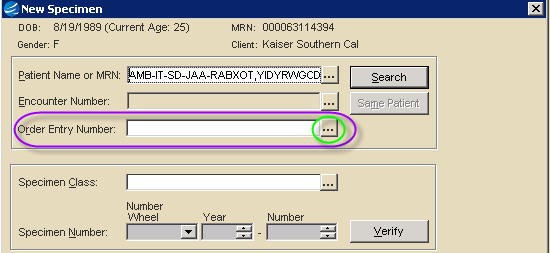 New Specimen
DOB: 8/19/1989 (Current Age: 25) MRN: 000063114394
Gender: F Client: Kaiser Southern Cal
Patient Name or MRN: AMB-IT-SD-JAA-RABXOT,YIDYRWGCD ... Search
Encounter Number: ... Same Patient
Order Entry Number: ...
Specimen Class: ...
Number
Wheel Year Number
Specimen Number: - Verify